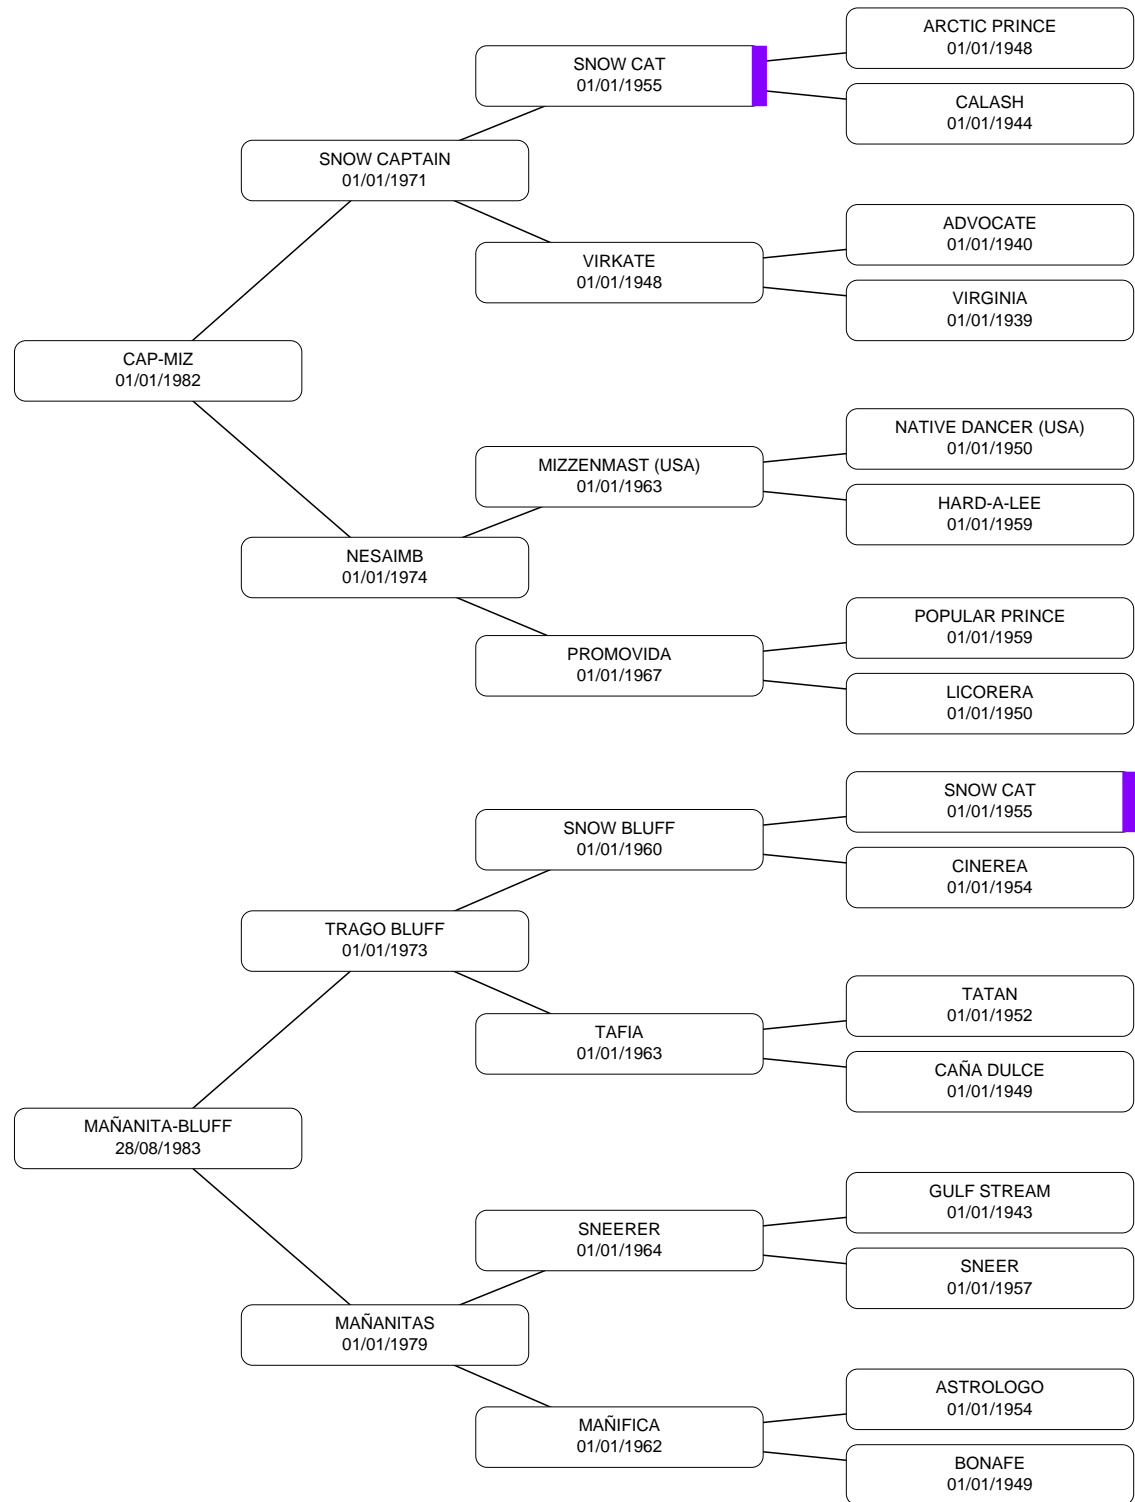 ARCTIC PRINCE
01/01/1948
SNOW CAT
01/01/1955
CALASH
01/01/1944
SNOW CAPTAIN
01/01/1971
ADVOCATE
01/01/1940
VIRKATE
01/01/1948
VIRGINIA
01/01/1939
CAP-MIZ
01/01/1982
NATIVE DANCER (USA)
01/01/1950
MIZZENMAST (USA)
01/01/1963
HARD-A-LEE
01/01/1959
NESAIMB
01/01/1974
POPULAR PRINCE
01/01/1959
PROMOVIDA
01/01/1967
LICORERA
01/01/1950
SNOW CAT
01/01/1955
SNOW BLUFF
01/01/1960
CINEREA
01/01/1954
TRAGO BLUFF
01/01/1973
TATAN
01/01/1952
TAFIA
01/01/1963
CAÑA DULCE
01/01/1949
MAÑANITA-BLUFF
28/08/1983
GULF STREAM
01/01/1943
SNEERER
01/01/1964
SNEER
01/01/1957
MAÑANITAS
01/01/1979
ASTROLOGO
01/01/1954
MAÑIFICA
01/01/1962
BONAFE
01/01/1949